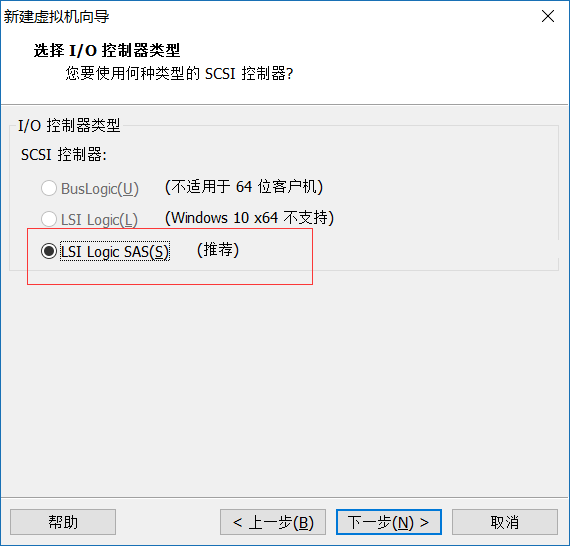 新建虚拟机向导
选择 I/O 控制器类型
您要使用何种类型的 SCSI 控制器?
I/O 控制器类型
SCSI 控制器:
BusLogic(U) (不适用于 64 位客户机)
LSI Logic(L) (Windows 10 x64 不支持)
LSI Logic SAS(S) (推荐)
帮助 < 上一步(B) 下一步(N) > 取消